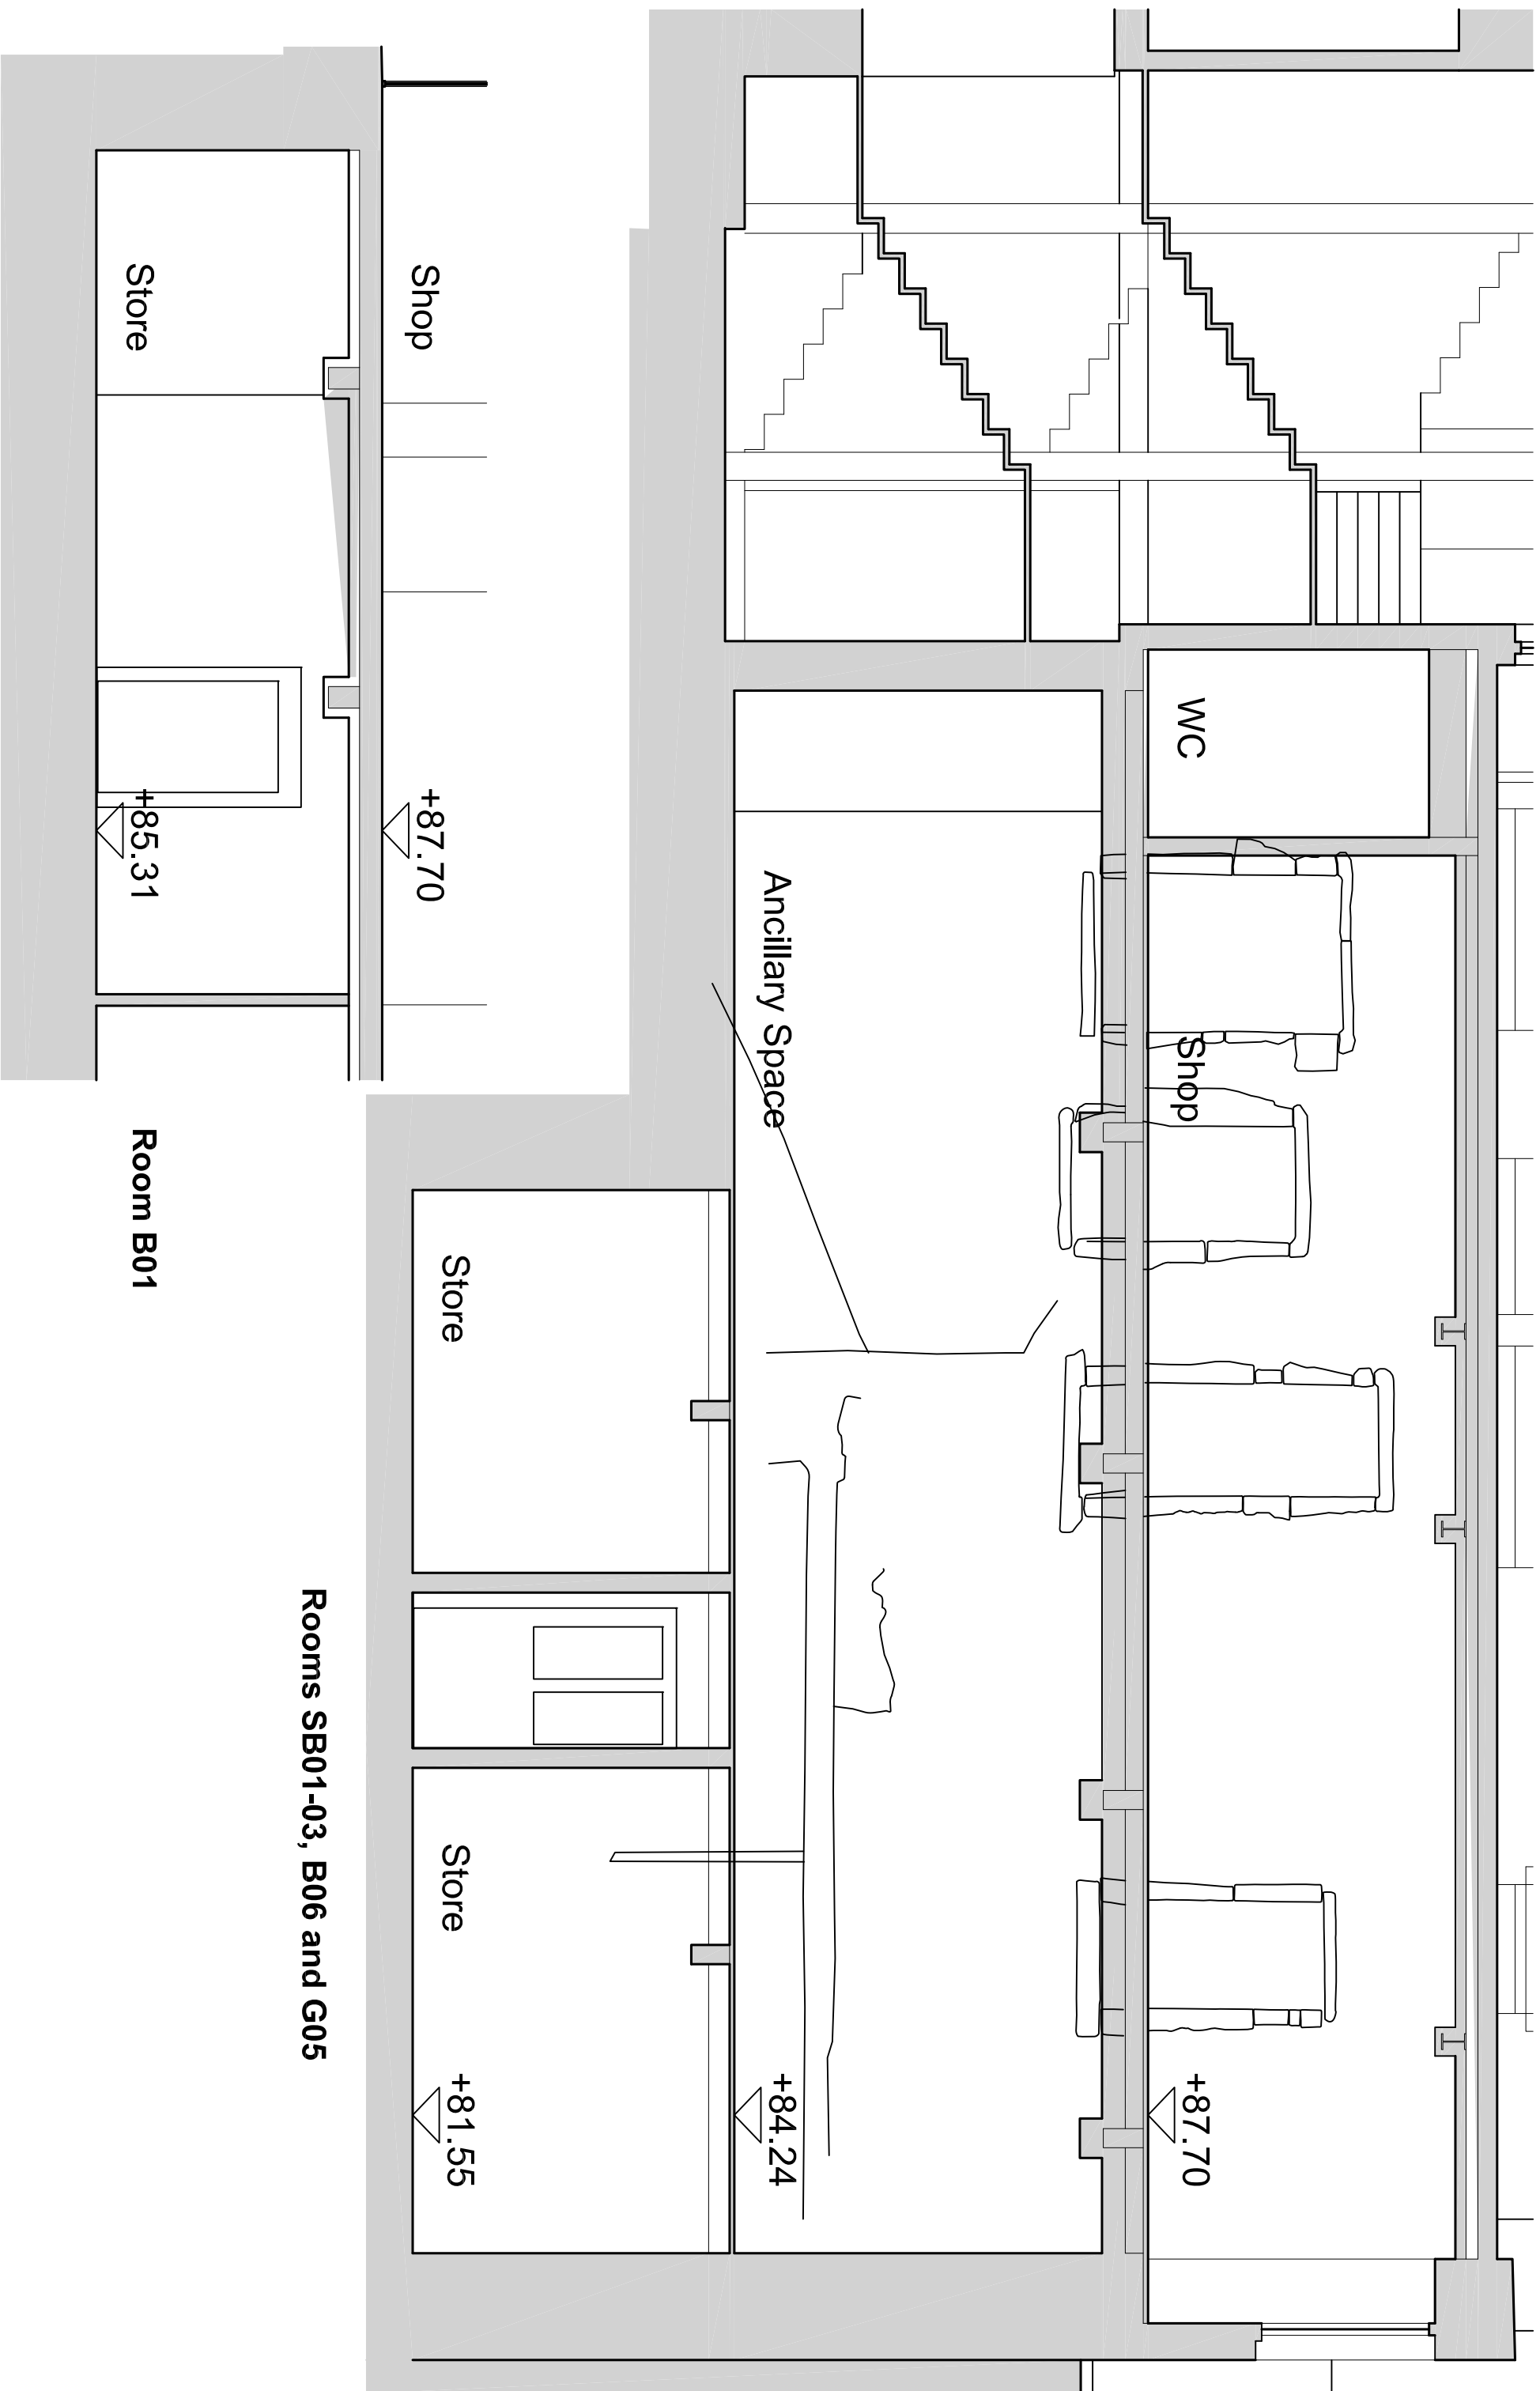 WC
Shop
+87.70
Ancillary Space
+84.24
Store
Store
+81.55
Rooms SB01-03, B06 and G05
Shop
+87.70
Store
+85.31
Room B01